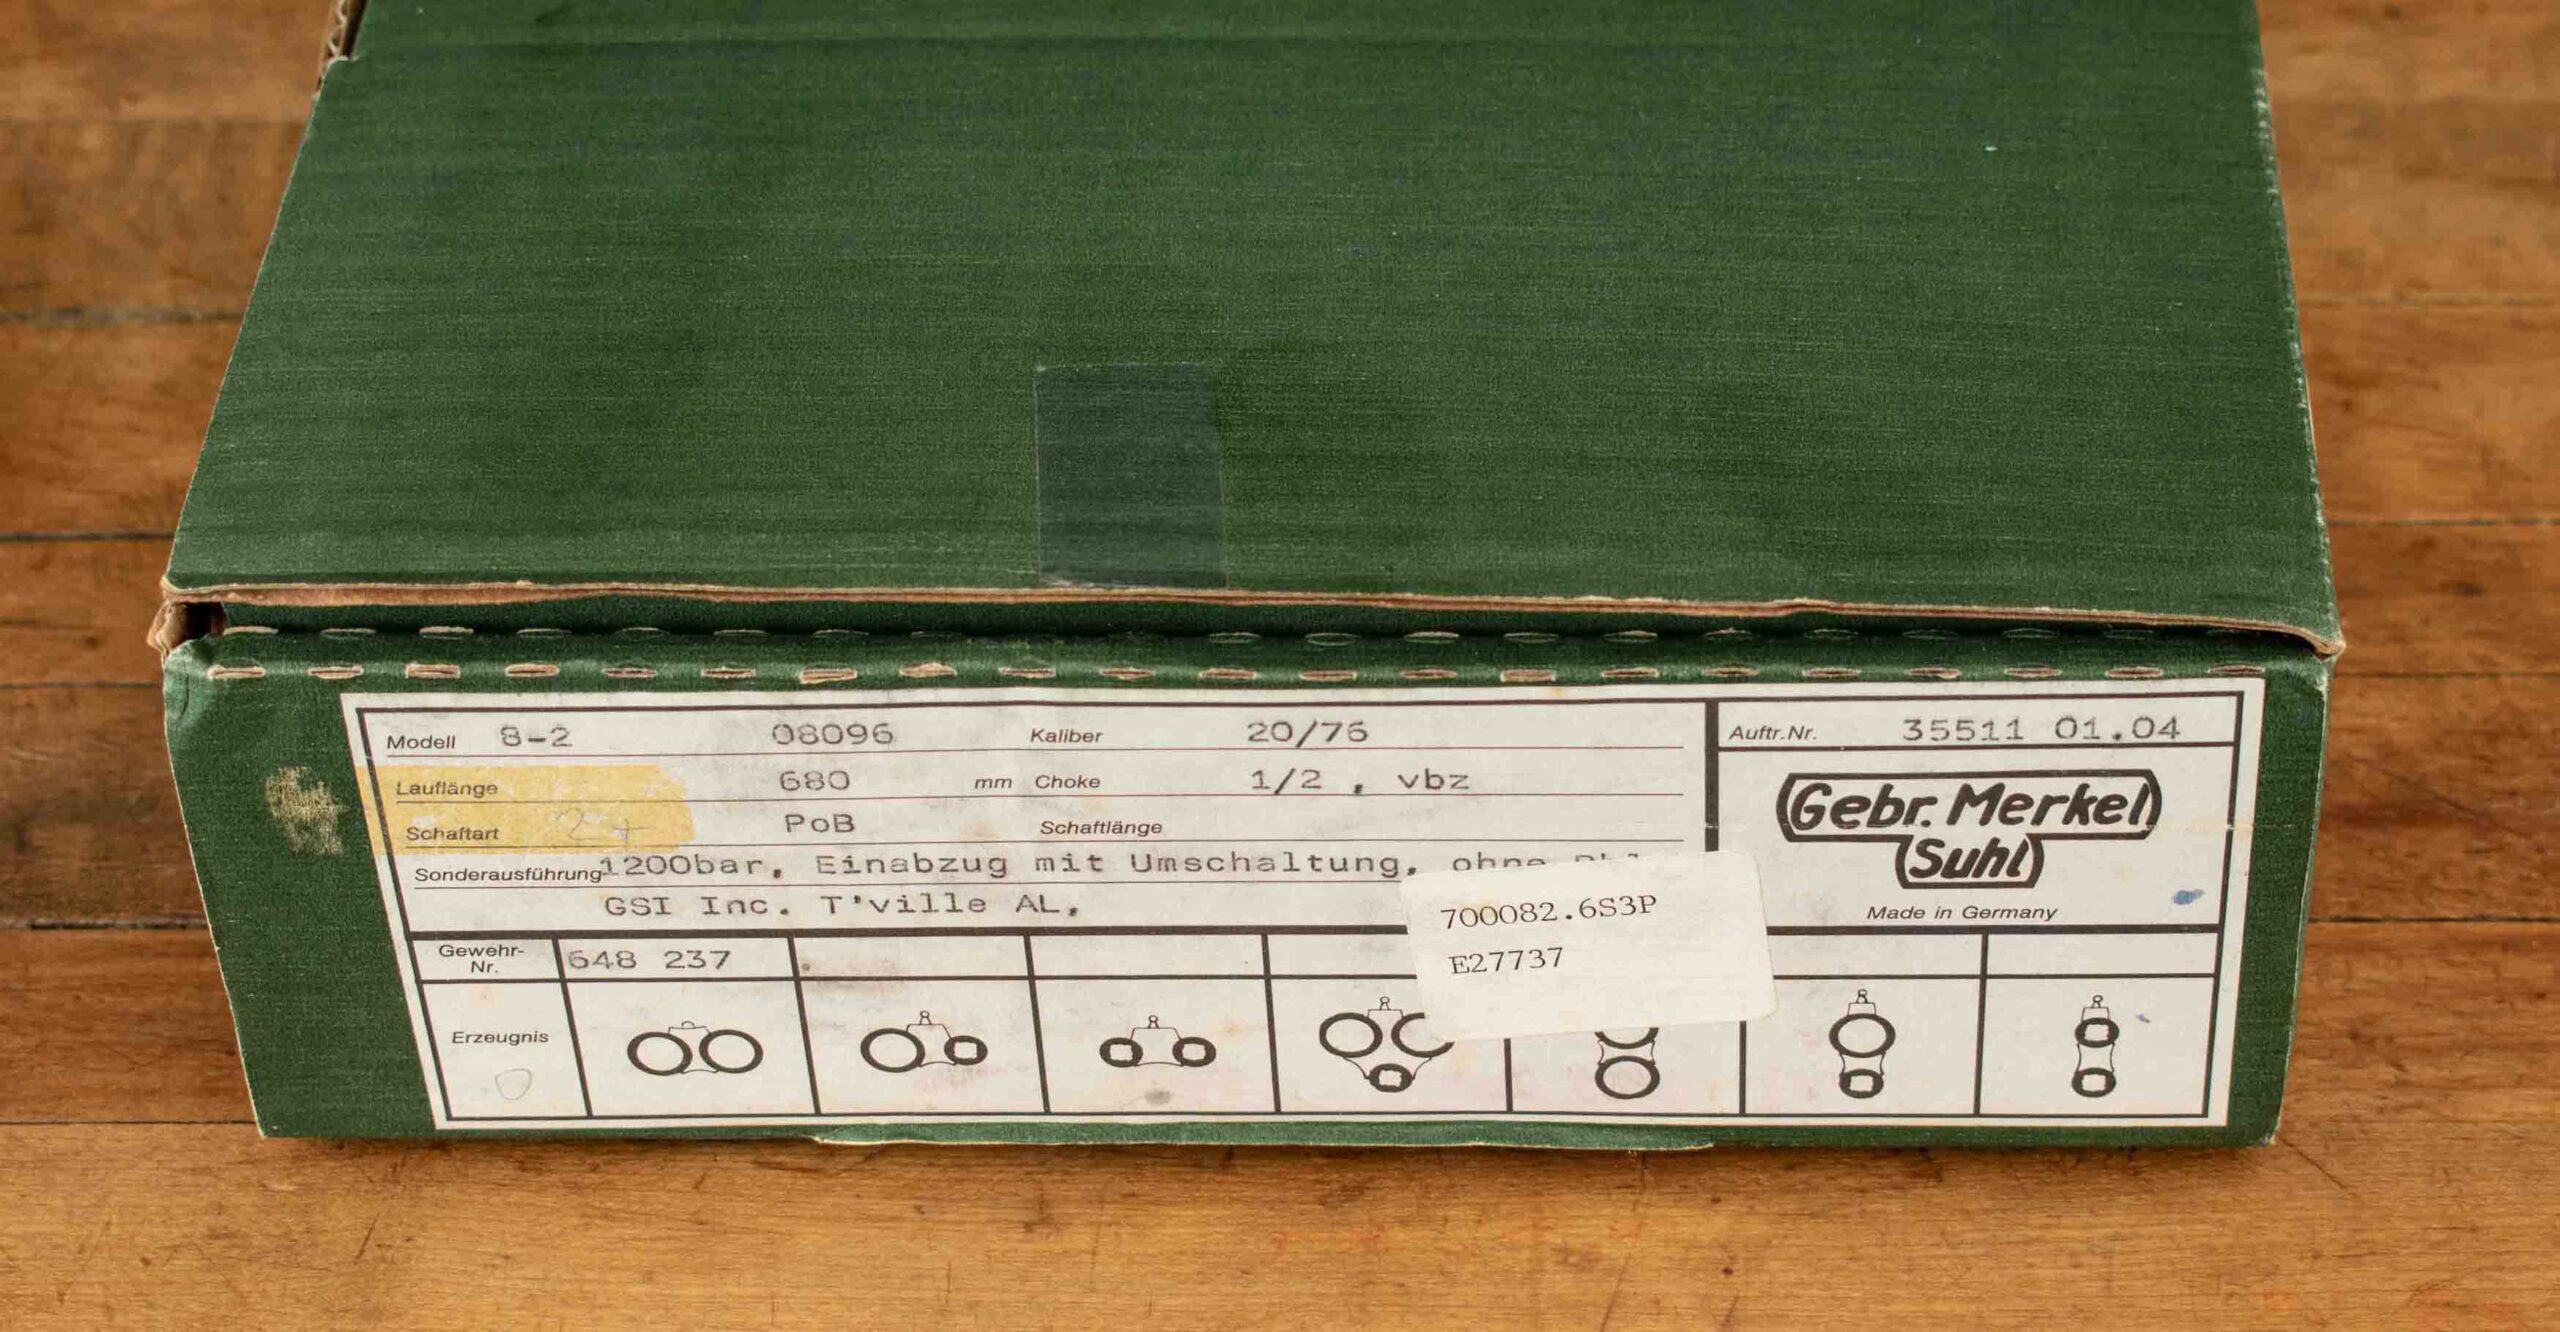 Modell 8-2 08096 Kaliber 20/76
Lauflänge 680 mm Choke 1/2 , vbz
Schaftart 2+ PoB Schaftlänge
Sonderausführung 1200bar, Einabzug mit Umschaltung, ohne
GSI Inc. T'ville AL,
Auftr.Nr. 35511 01.04
Gebr. Merkel
Suhl
Made in Germany
700082.6S3P
E27737
Gewehr-
Nr. 648 237
Erzeugnis